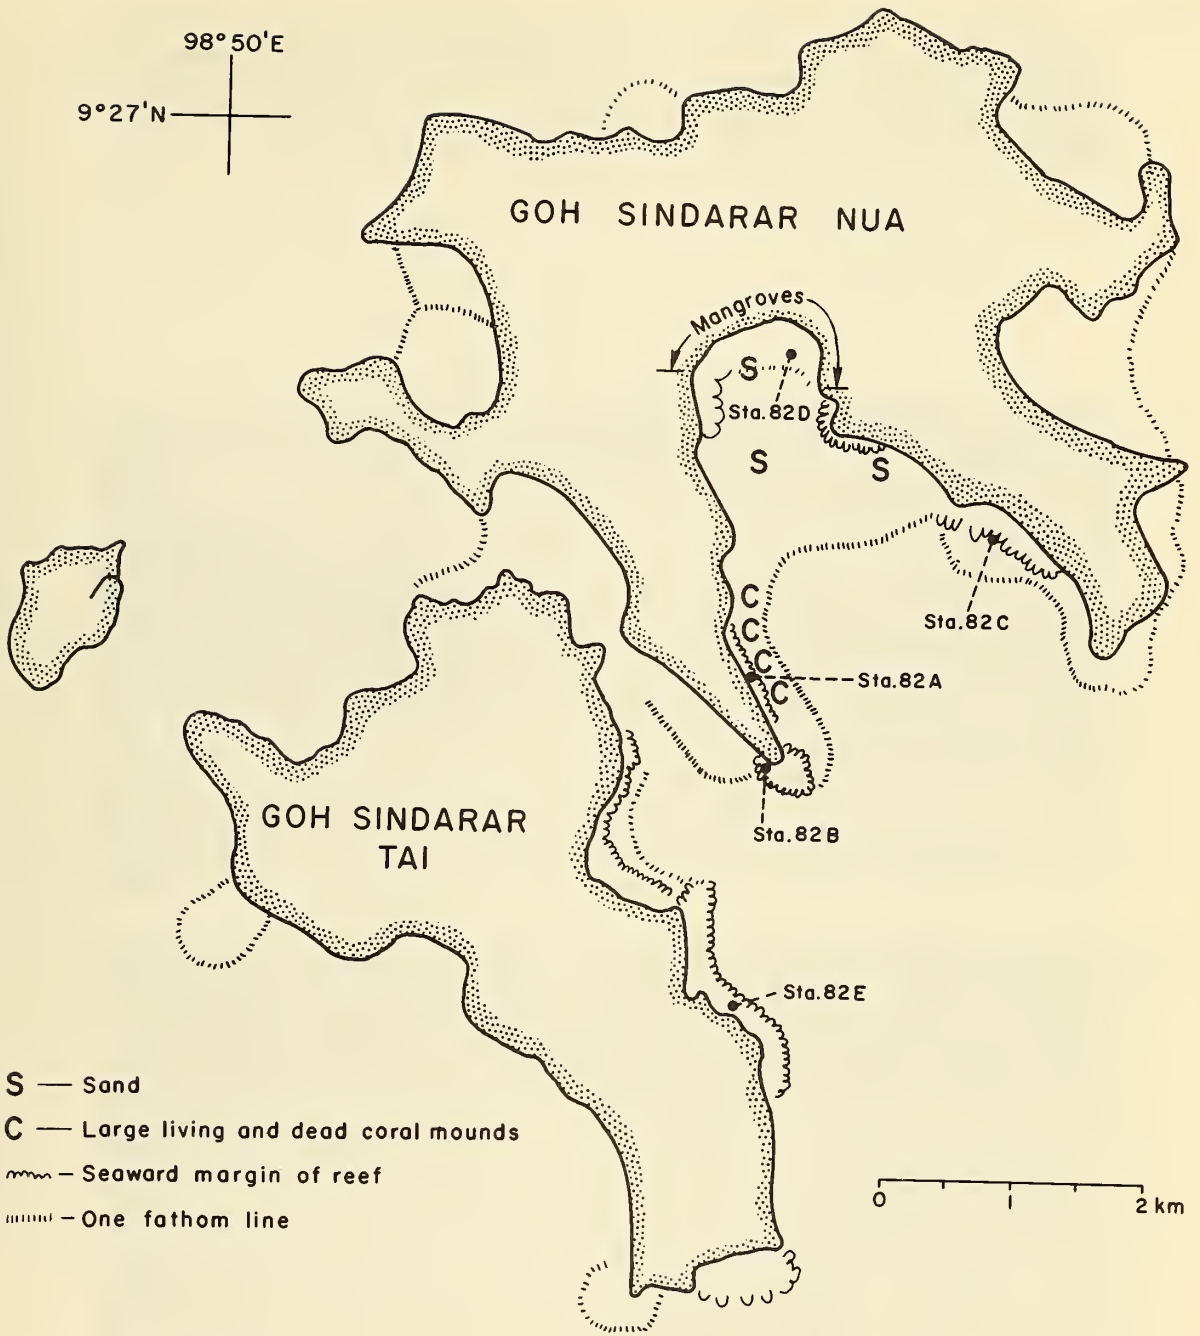 98°50'E
9°27'N
GOH SINDARAR NUA
Mangroves
S
Sta.82D
S
S
C
Sta.82C
C
C
Sta.82A
C
Sta.82B
GOH SINDARAR
TAI
Sta.82E
S — Sand
C — Large living and dead coral mounds
— Seaward margin of reef
— One fathom line
0 1 2 km